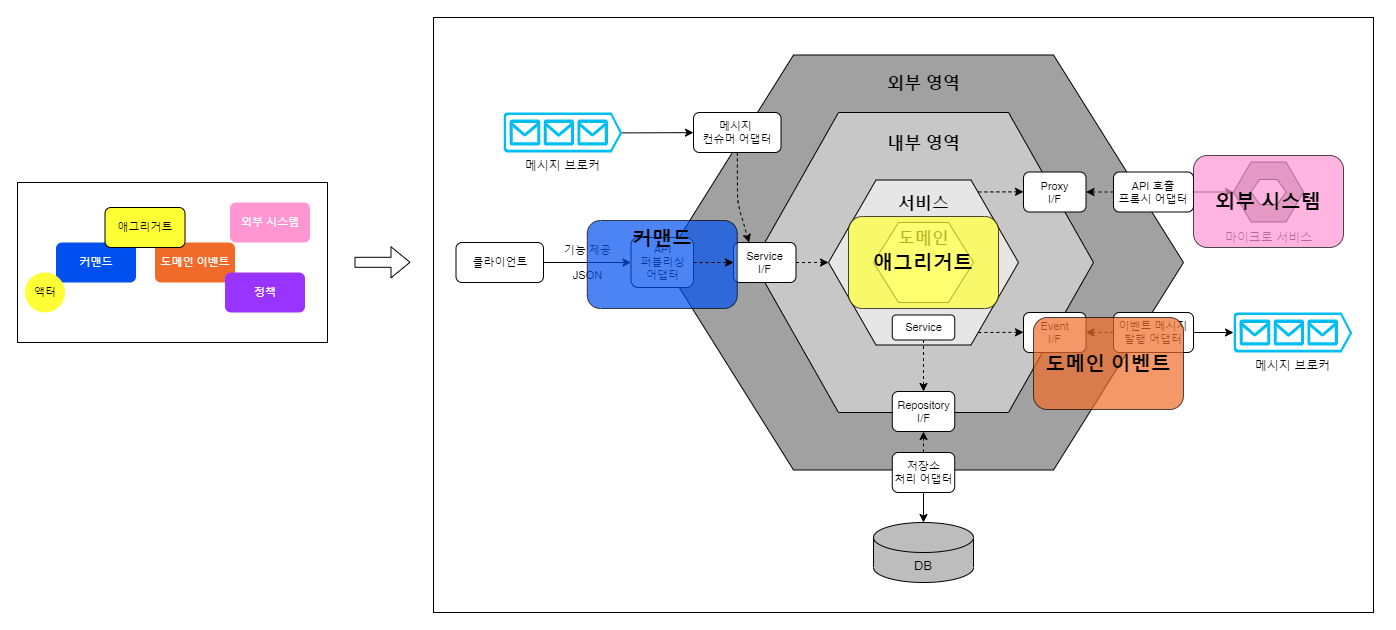 애그리거트
외부 시스템
커맨드
도메인 이벤트
액터
정책
외부 영역
내부 영역
서비스
도메인
애그리거트
메시지 브로커
메시지
컨슈머 어댑터
클라이언트
기능 제공
JSON
커맨드
API
퍼블리싱
어댑터
Service
I/F
Proxy
I/F
API 호출
프록시 어댑터
외부 시스템
마이크로 서비스
Service
Event
I/F
이벤트 메시지
발행 어댑터
도메인 이벤트
메시지 브로커
Repository
I/F
저장소
처리 어댑터
DB